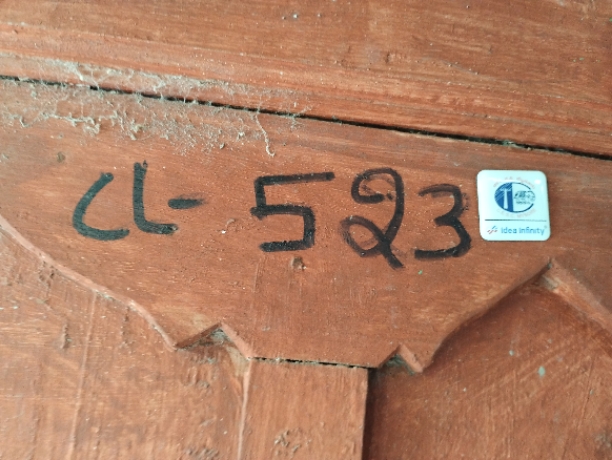 CL- 523
idea infinity